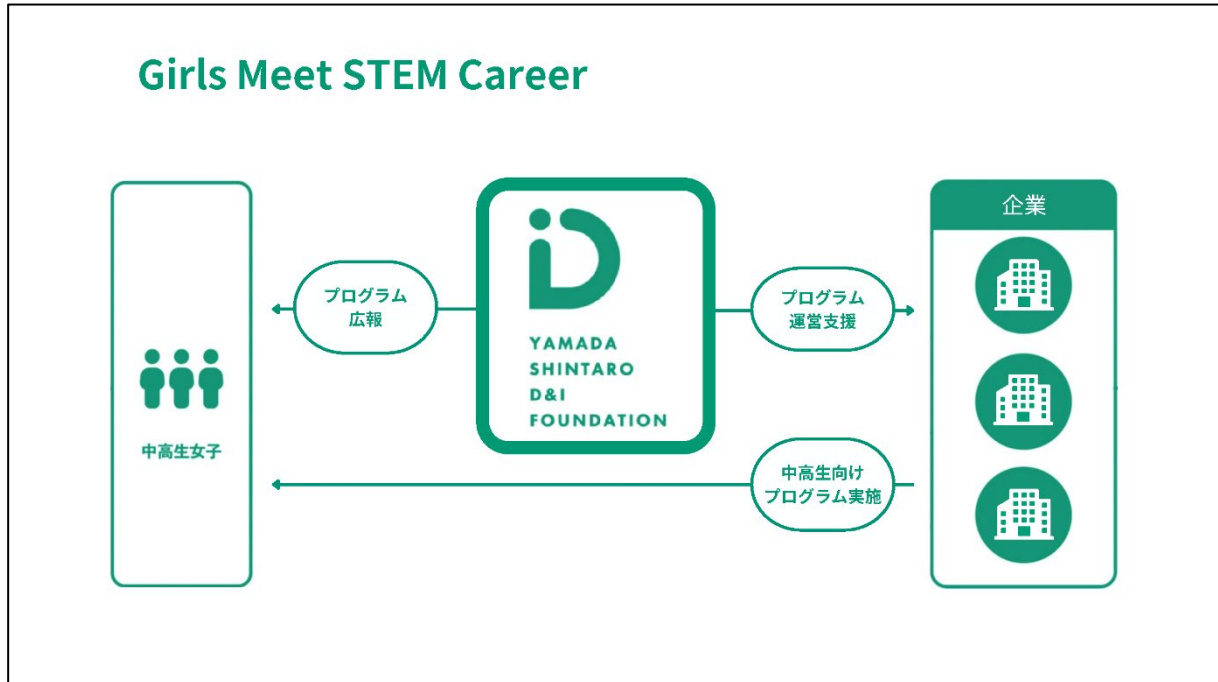 Girls Meet STEM Career
中高生女子
プログラム
広報
YAMADA
SHINTARO
D&I
FOUNDATION
プログラム
運営支援
中高生向け
プログラム実施
企業